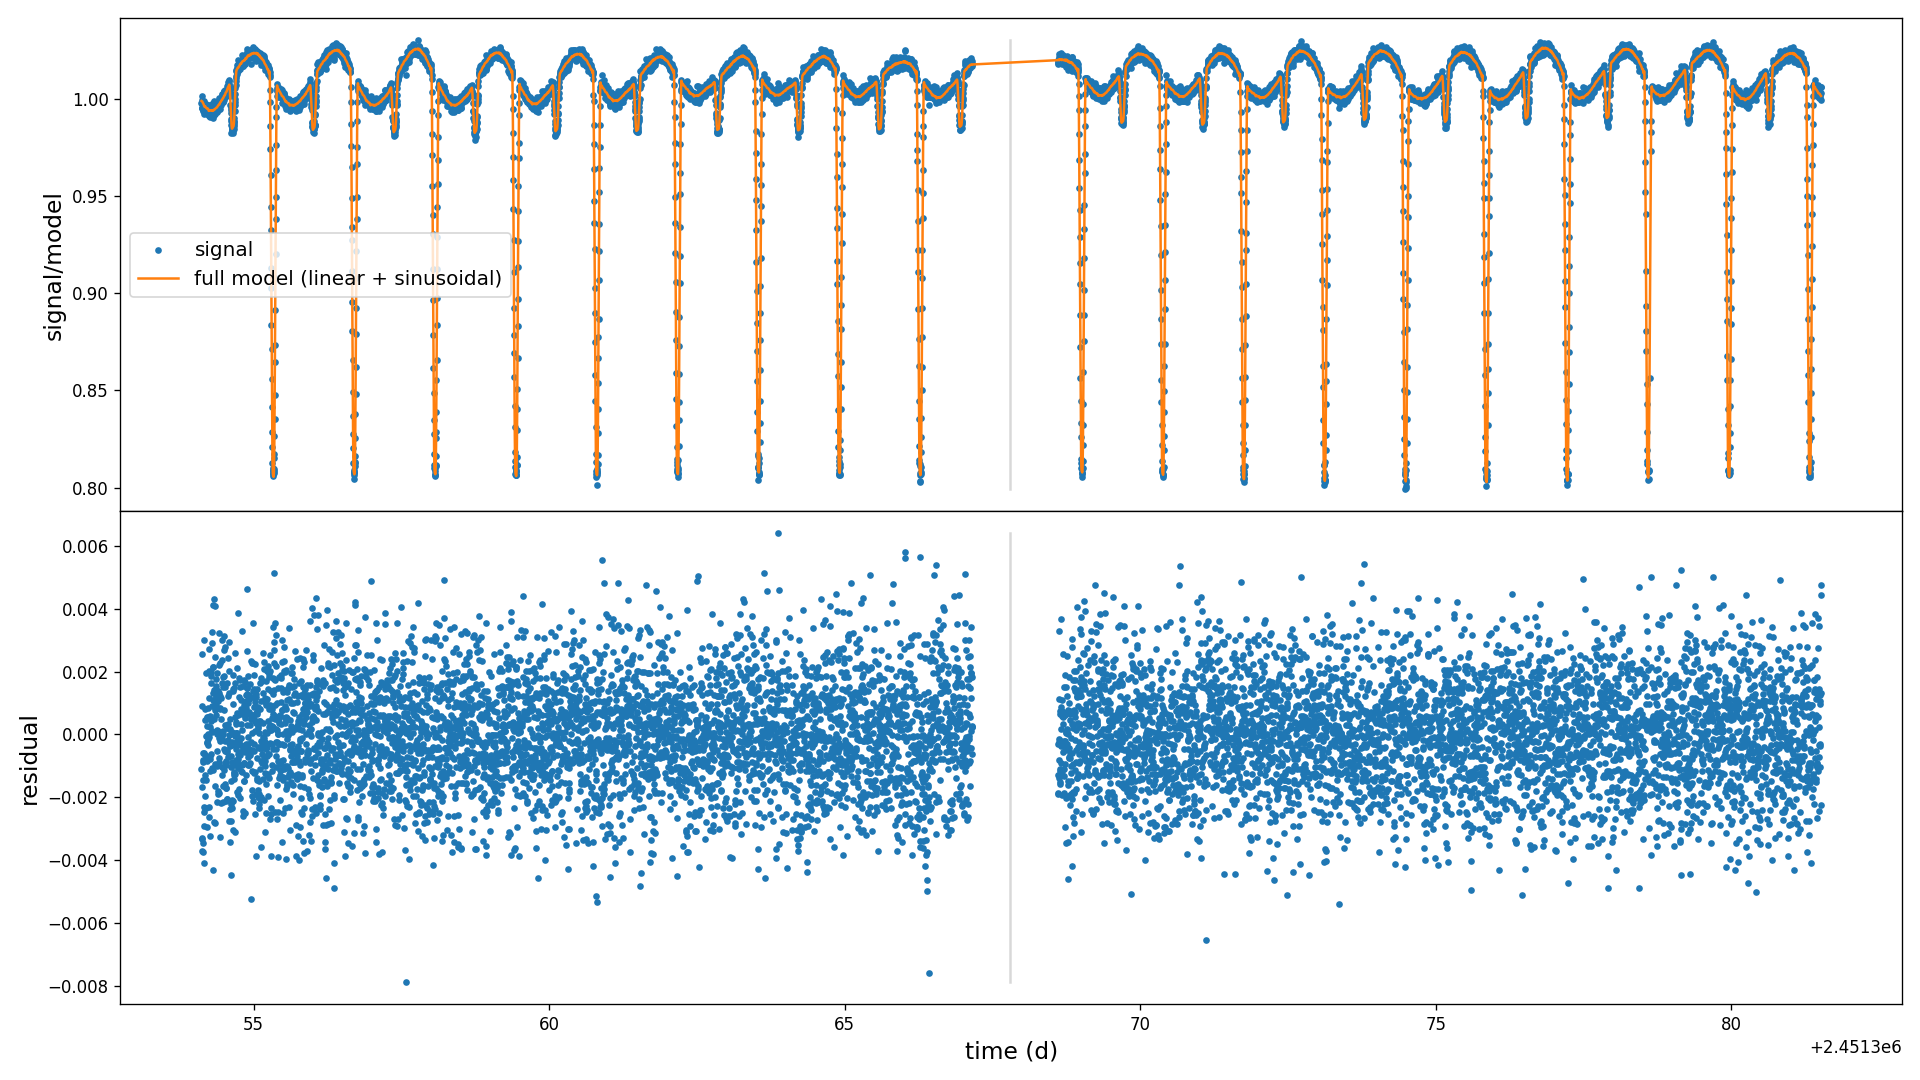 signal/model
1.00
0.95
0.90
0.85
0.80
signal
full model (linear + sinusoidal)
residual
0.006
0.004
0.002
0.000
−0.002
−0.004
−0.006
−0.008
55 60 65 70 75 80
time (d)
+2.4513e6